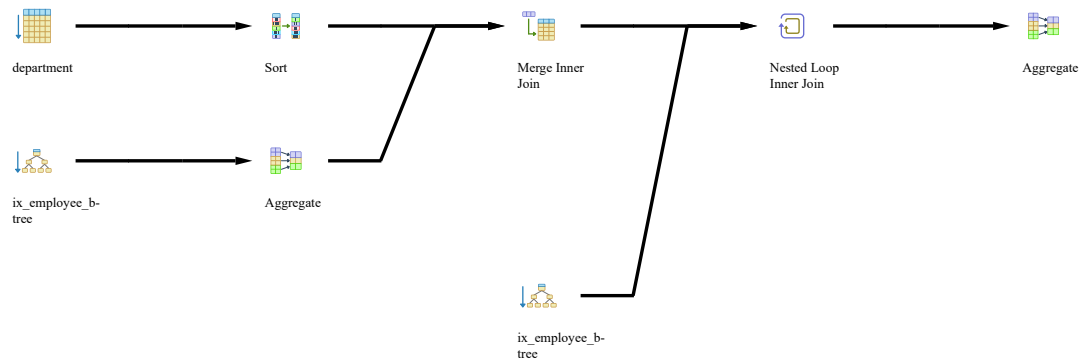 department
Sort
Merge Inner
Join
Nested Loop
Inner Join
Aggregate
ix_employee_b-
tree
Aggregate
ix_employee_b-
tree